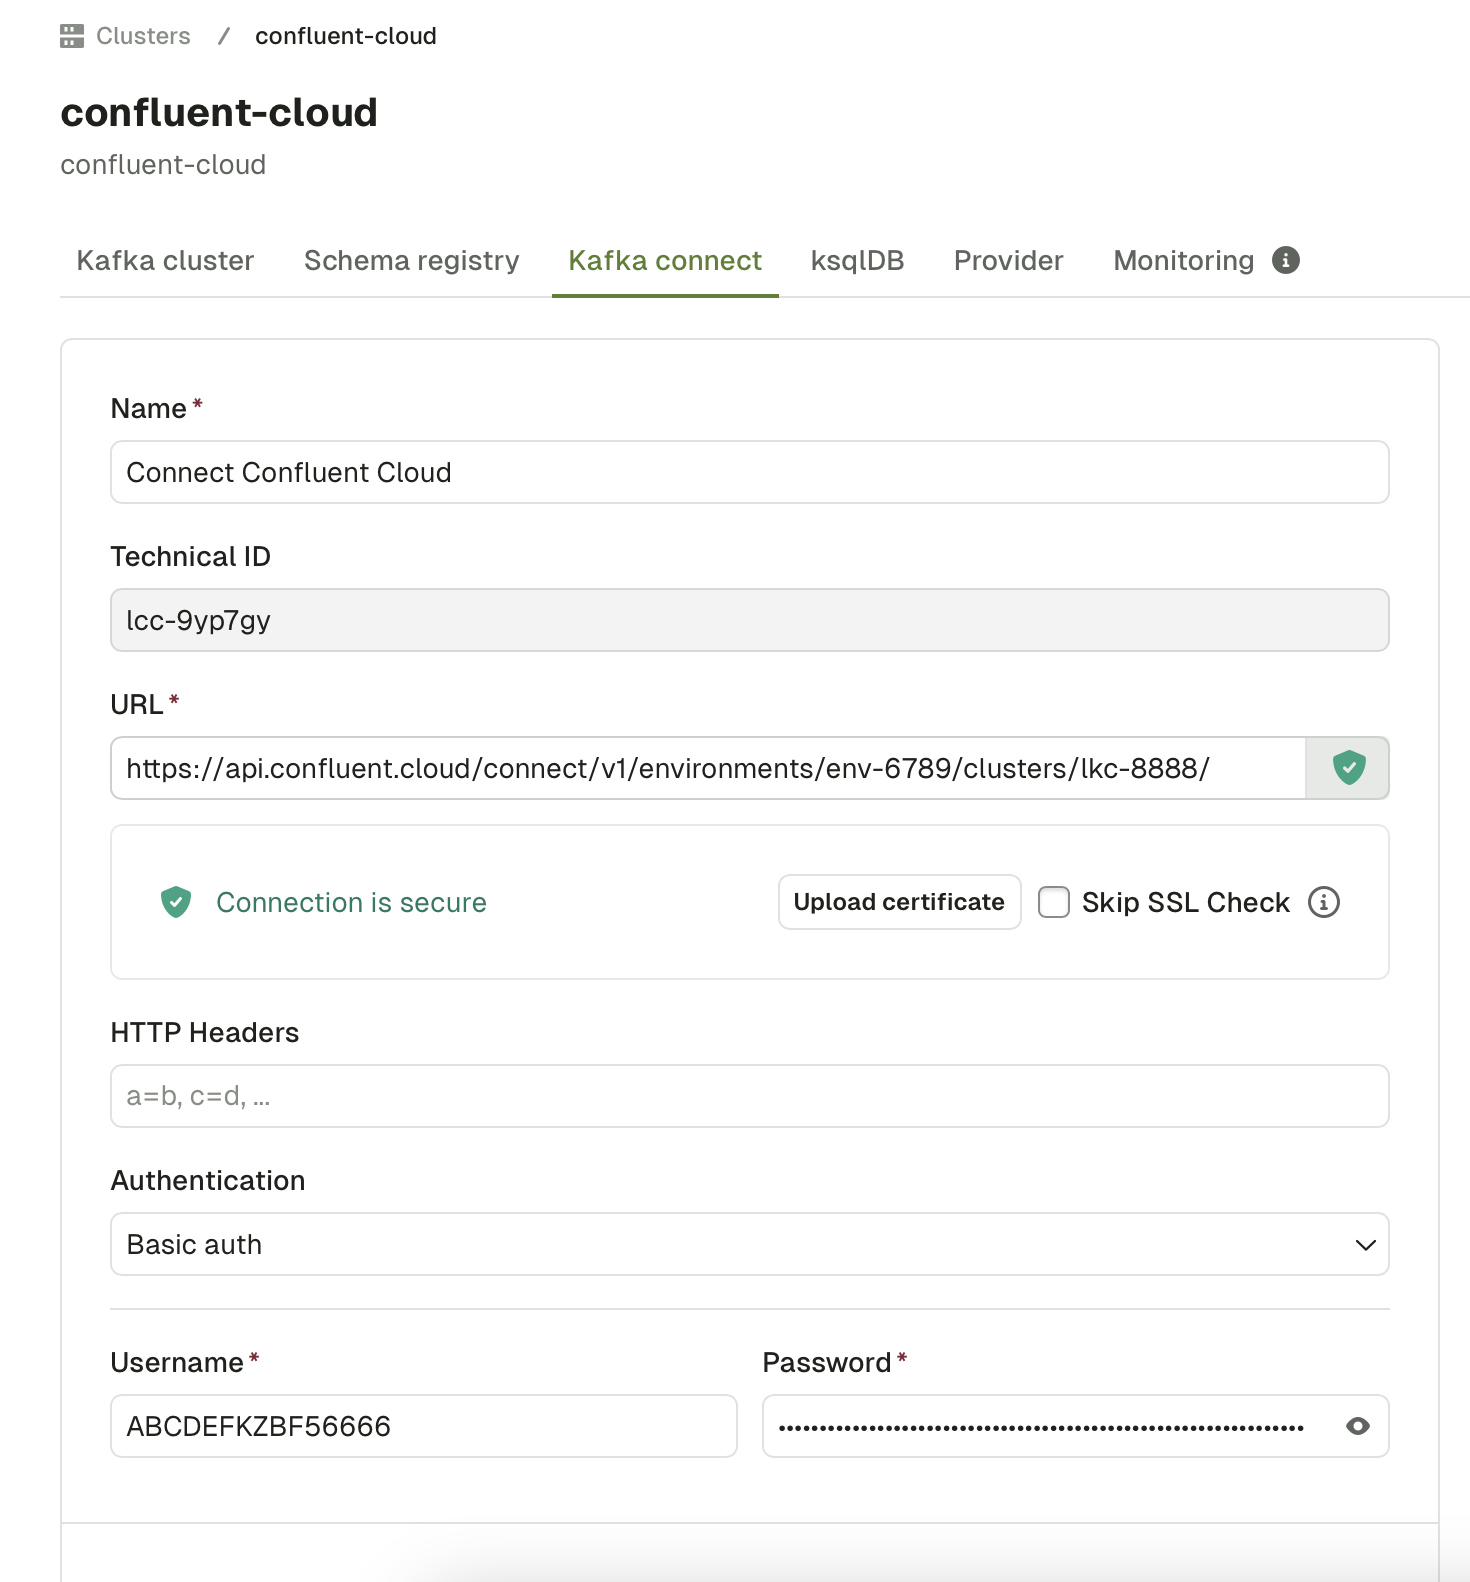 Clusters / confluent-cloud
confluent-cloud
confluent-cloud
Kafka cluster Schema registry Kafka connect ksqlDB Provider Monitoring
Name *
Connect Confluent Cloud
Technical ID
lcc-9yp7gy
URL *
https://api.confluent.cloud/connect/v1/environments/env-6789/clusters/lkc-8888/
Connection is secure Upload certificate Skip SSL Check
HTTP Headers
a=b, c=d, ...
Authentication
Basic auth
Username * Password *
ABCDEFKZBF56666